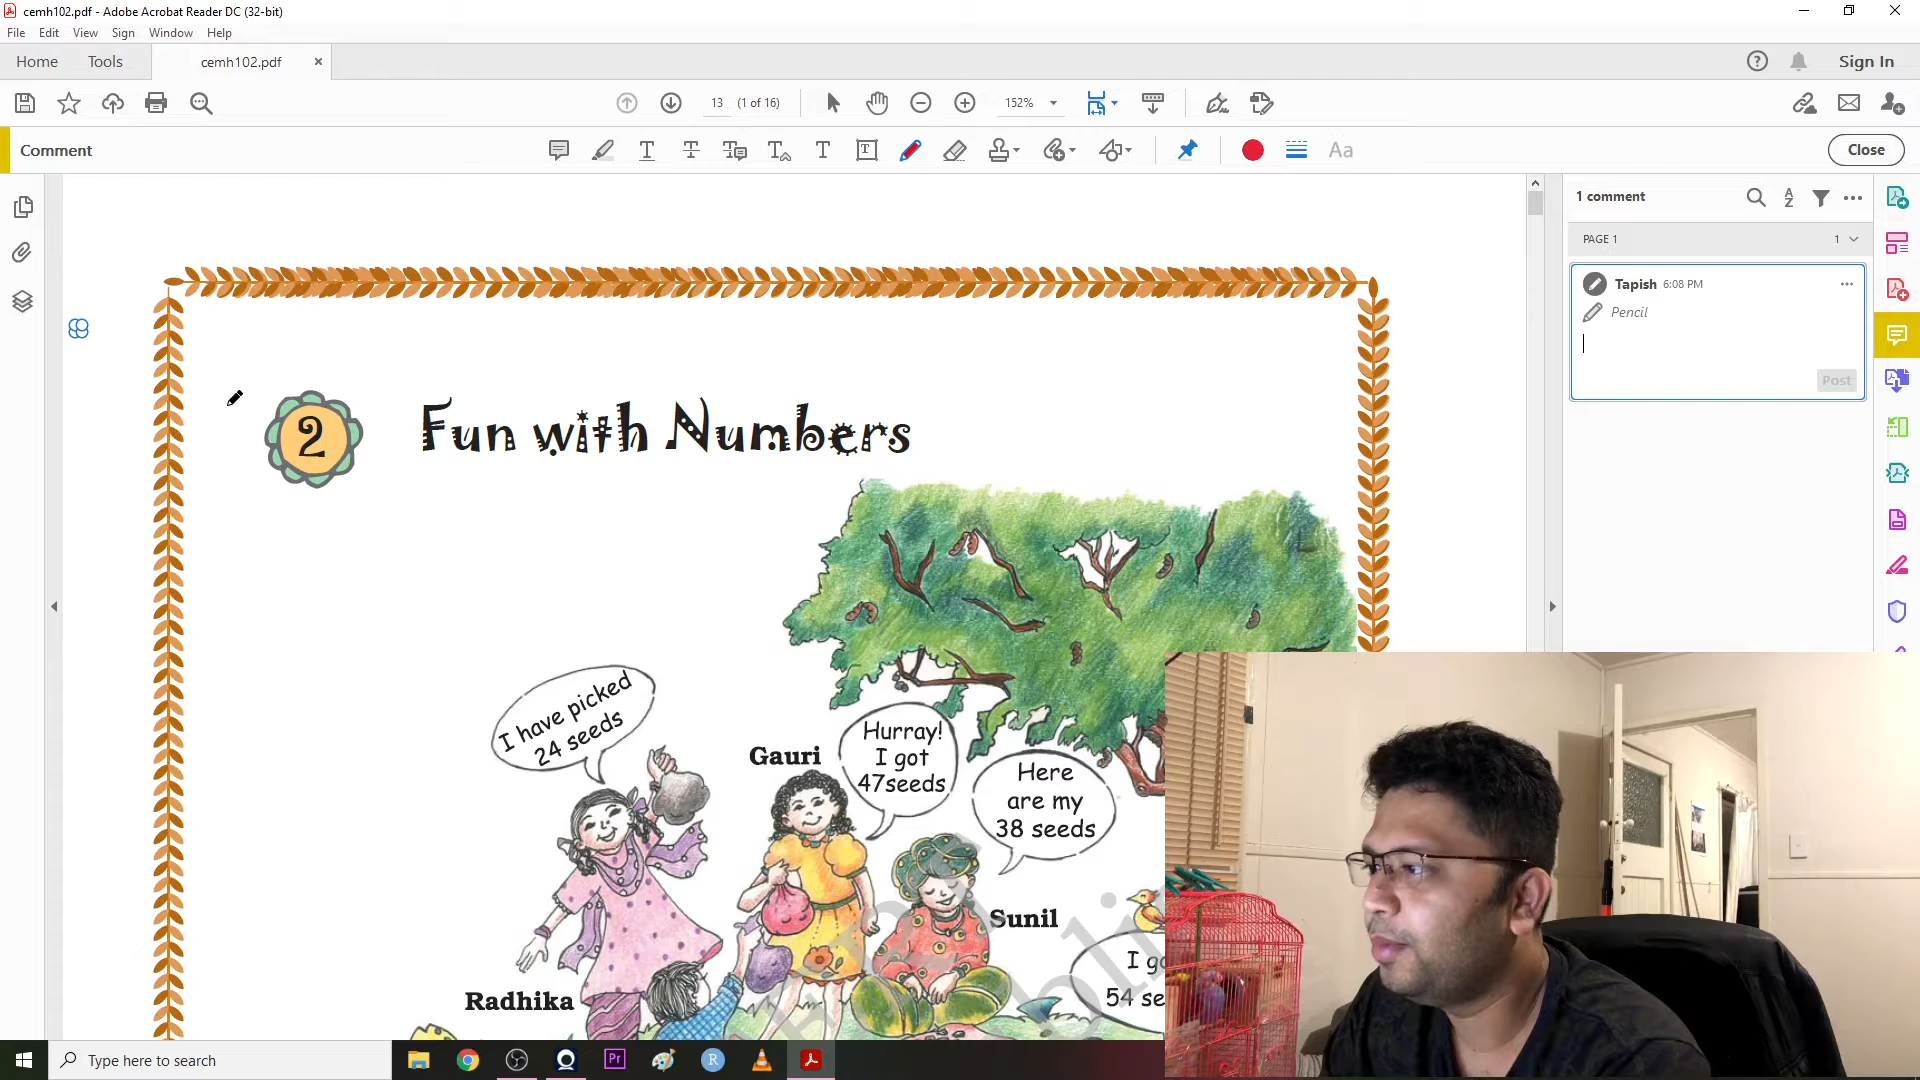 cemh102.pdf - Adobe Acrobat Reader DC (32-bit)
File Edit View Sign Window Help
Home Tools cemh102.pdf Sign In
13 (1 of 16) 152%
Comment Close
1 comment
PAGE 1 1
Tapish 6:08 PM
Pencil
Post
2 Fun with Numbers
I have picked
24 seeds
Gauri
Hurray!
I got
47seeds
Here
are my
38 seeds
Sunil
54
Radhika
Type here to search